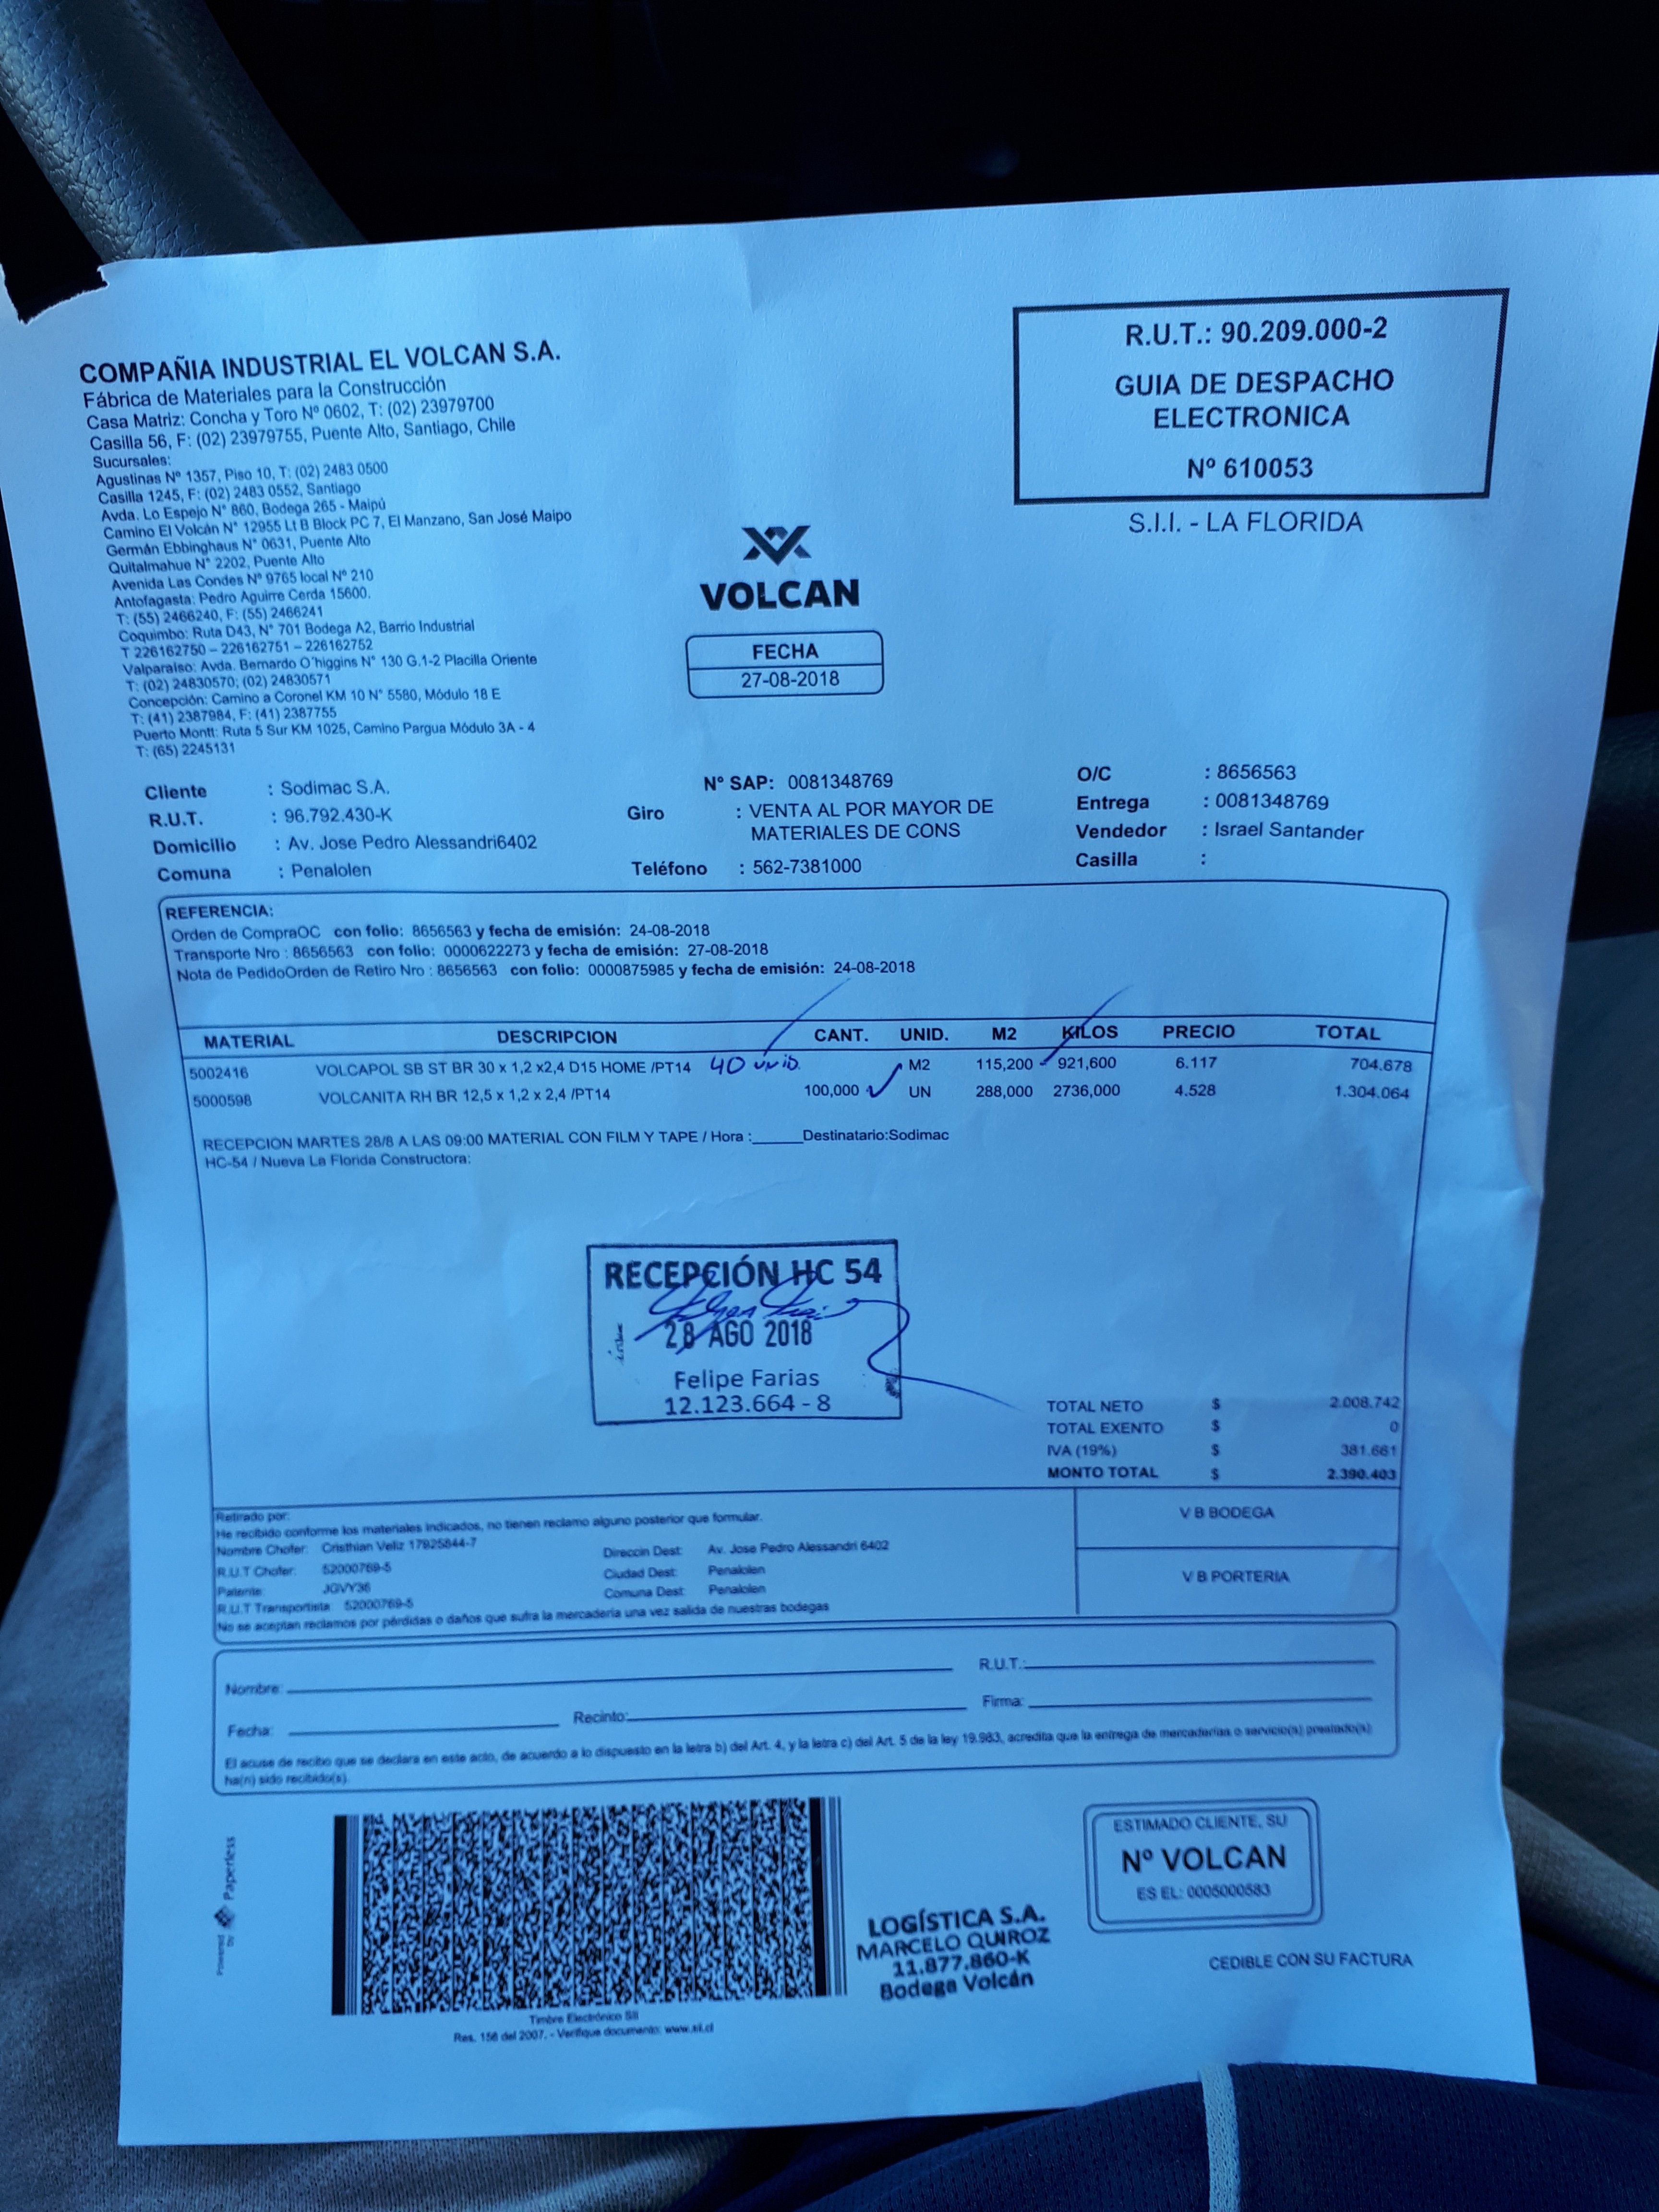 COMPAÑIA INDUSTRIAL EL VOLCAN S.A.
Fábrica de Materiales para la Construcción
Casa Matriz: Concha y Toro Nº 0602, T: (02) 23979700
Casilla 56, F: (02) 23979755, Puente Alto, Santiago, Chile
Sucursales:
Agustinas Nº 1357, Piso 10, T: (02) 2483 0500
Casilla 1245, F: (02) 2483 0552, Santiago
Avda. Lo Espejo N° 860, Bodega 265 - Maipú
Camino El Volcán N° 12955 Lt B Block PC 7, El Manzano, San José Maipo
Germán Ebbinghaus N° 0631, Puente Alto
Quitalmahue N° 2202, Puente Alto
Avenida Las Condes Nº 9765 local Nº 210
Antofagasta: Pedro Aguirre Cerda 15600.
T: (55) 2466240, F: (55) 2466241
Coquimbo: Ruta D43, N° 701 Bodega A2, Barrio Industrial
T 226162750 – 226162751 – 226162752
Valparaiso: Avda. Bernardo O´higgins N° 130 G.1-2 Placilla Oriente
T: (02) 24830570; (02) 24830571
Concepción: Camino a Coronel KM 10 N° 5580, Módulo 18 E
T: (41) 2387984, F: (41) 2387755
Puerto Montt: Ruta 5 Sur KM 1025, Camino Pargua Módulo 3A - 4
T: (65) 2245131
R.U.T.: 90.209.000-2
GUIA DE DESPACHO
ELECTRONICA
Nº 610053
S.I.I. - LA FLORIDA
VOLCAN
FECHA
27-08-2018
Cliente : Sodimac S.A.
R.U.T. : 96.792.430-K
Domicilio : Av. Jose Pedro Alessandri6402
Comuna : Penalolen
Nº SAP: 0081348769
Giro : VENTA AL POR MAYOR DE
MATERIALES DE CONS
Teléfono : 562-7381000
O/C : 8656563
Entrega : 0081348769
Vendedor : Israel Santander
Casilla :
REFERENCIA:
Orden de CompraOC con folio: 8656563 y fecha de emisión: 24-08-2018
Transporte Nro : 8656563 con folio: 0000622273 y fecha de emisión: 27-08-2018
Nota de PedidoOrden de Retiro Nro : 8656563 con folio: 0000875985 y fecha de emisión: 24-08-2018
MATERIAL DESCRIPCION CANT. UNID. M2 KILOS PRECIO TOTAL
5002416 VOLCAPOL SB ST BR 30 x 1,2 x2,4 D15 HOME /PT14 40 unid. M2 115,200 921,600 6.117 704.678
5000598 VOLCANITA RH BR 12,5 x 1,2 x 2,4 /PT14 100,000 UN 288,000 2736,000 4.528 1.304.064
RECEPCION MARTES 28/8 A LAS 09:00 MATERIAL CON FILM Y TAPE / Hora :______Destinatario:Sodimac
HC-54 / Nueva La Florida Constructora:
RECEPCIÓN HC 54
28 AGO 2018
Felipe Farias
12.123.664 - 8
TOTAL NETO $ 2.008.742
TOTAL EXENTO $ 0
IVA (19%) $ 381.661
MONTO TOTAL $ 2.390.403
Retirado por:
He recibido conforme los materiales indicados, no tienen reclamo alguno posterior que formular.
Nombre Chofer: Cristhian Veliz 17925844-7
R.U.T Chofer: 52000769-5
Patente: JGVY36
R.U.T Transportista: 52000769-5
Direccin Dest: Av. Jose Pedro Alessandri 6402
Ciudad Dest: Penalolen
Comuna Dest: Penalolen
No se aceptan reclamos por pérdidas o daños que sufra la mercadería una vez salida de nuestras bodegas
V B BODEGA
V B PORTERIA
Nombre: R.U.T.:
Fecha: Recinto: Firma:
El acuse de recibo que se declara en este acto, de acuerdo a lo dispuesto en la letra b) del Art. 4, y la letra c) del Art. 5 de la ley 19.983, acredita que la entrega de mercaderías o servicio(s) prestado(s)
ha(n) sido recibido(s).
Powered by Paperless
Timbre Electrónico SII
Res. 156 del 2007. - Verifique documento: www.sii.cl
LOGÍSTICA S.A.
MARCELO QUIROZ
11.877.860-K
Bodega Volcán
ESTIMADO CLIENTE, SU
Nº VOLCAN
ES EL: 0005000583
CEDIBLE CON SU FACTURA